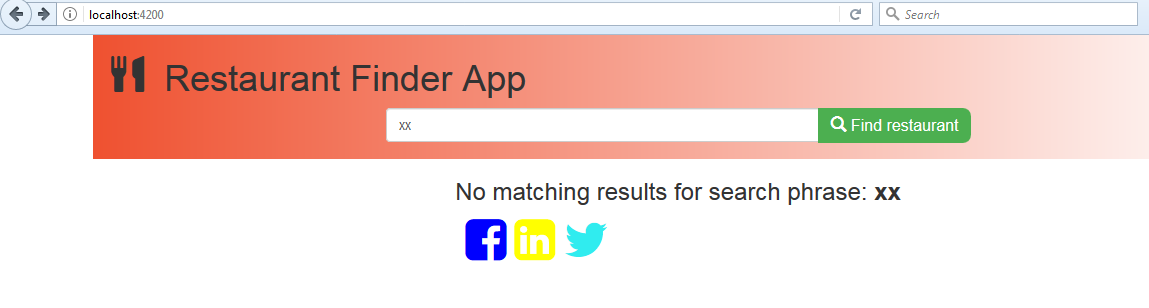 localhost:4200
Search
Restaurant Finder App
xx
Find restaurant
No matching results for search phrase: xx